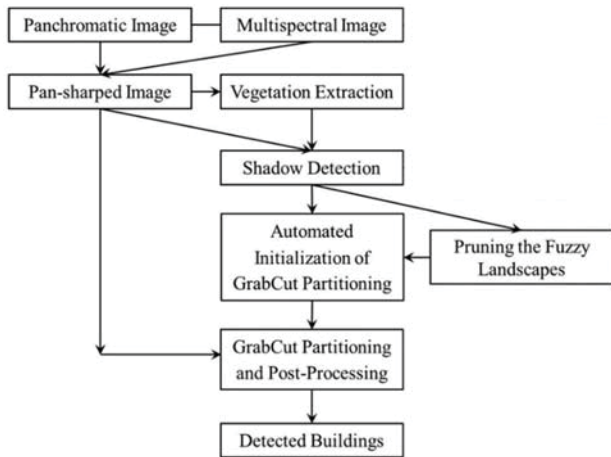 Panchromatic Image
Multispectral Image
Pan-sharped Image
Vegetation Extraction
Shadow Detection
Automated
Initialization of
GrabCut Partitioning
Pruning the Fuzzy
Landscapes
GrabCut Partitioning
and Post-Processing
Detected Buildings